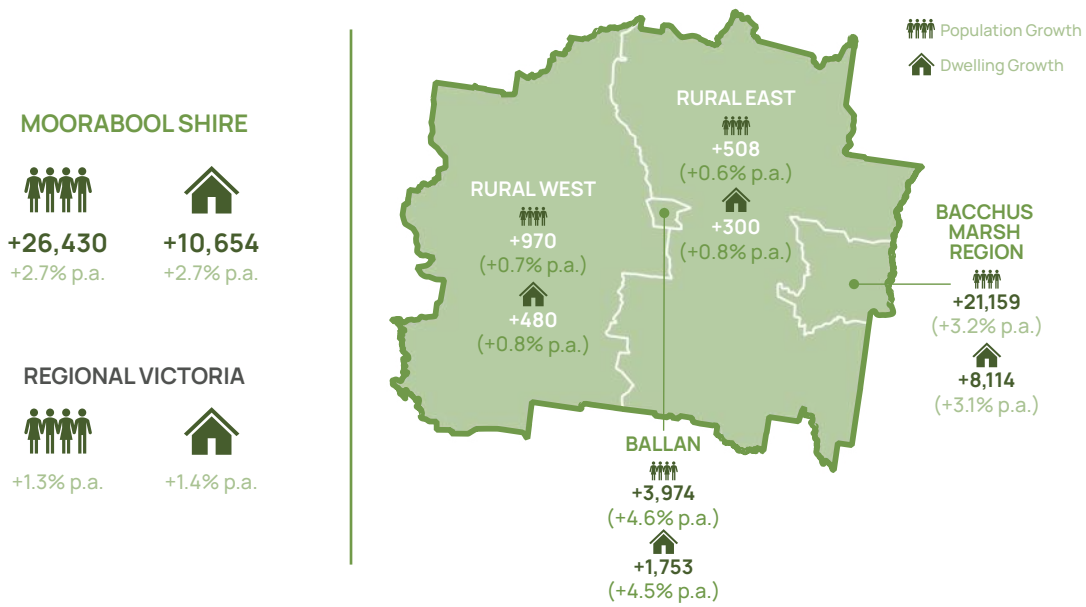 MOORABOOL SHIRE
+26,430
+10,654
+2.7% p.a.
+2.7% p.a.
REGIONAL VICTORIA
+1.3% p.a.
+1.4% p.a.
Population Growth
Dwelling Growth
RURAL EAST
+508
(+0.6% p.a.)
+300
(+0.8% p.a.)
RURAL WEST
+970
(+0.7% p.a.)
+480
(+0.8% p.a.)
BACCHUS
MARSH
REGION
+21,159
(+3.2% p.a.)
+8,114
(+3.1% p.a.)
BALLAN
+3,974
(+4.6% p.a.)
+1,753
(+4.5% p.a.)